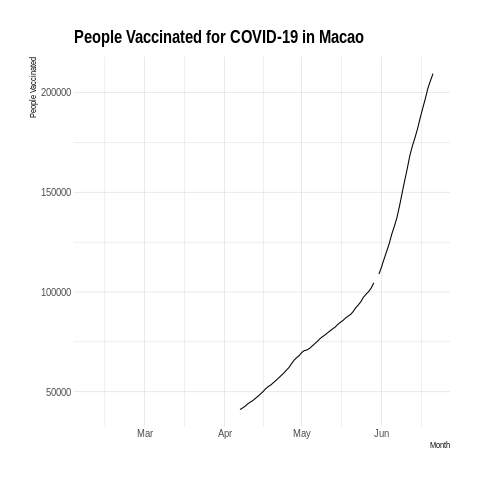 People Vaccinated for COVID-19 in Macao
People Vaccinated
200000
150000
100000
50000
Mar Apr May Jun
Month